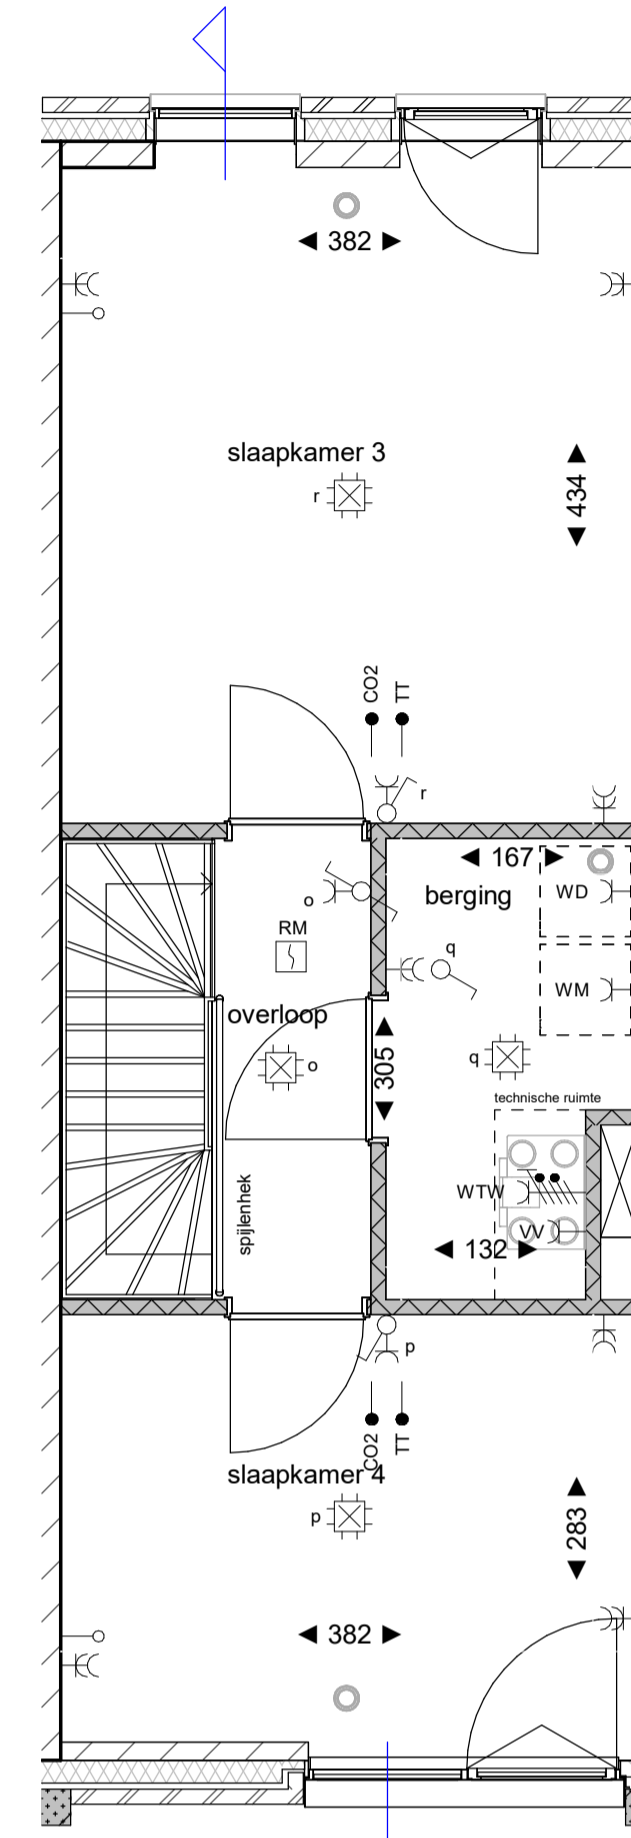 382
slaapkamer 3
r
434
CO2
TT
r
167
berging
WD
o
q
RM
WM
overloop
o
305
q
technische ruimte
spijlenhek
WTW
VV
132
p
CO2
TT
slaapkamer 4
p
283
382